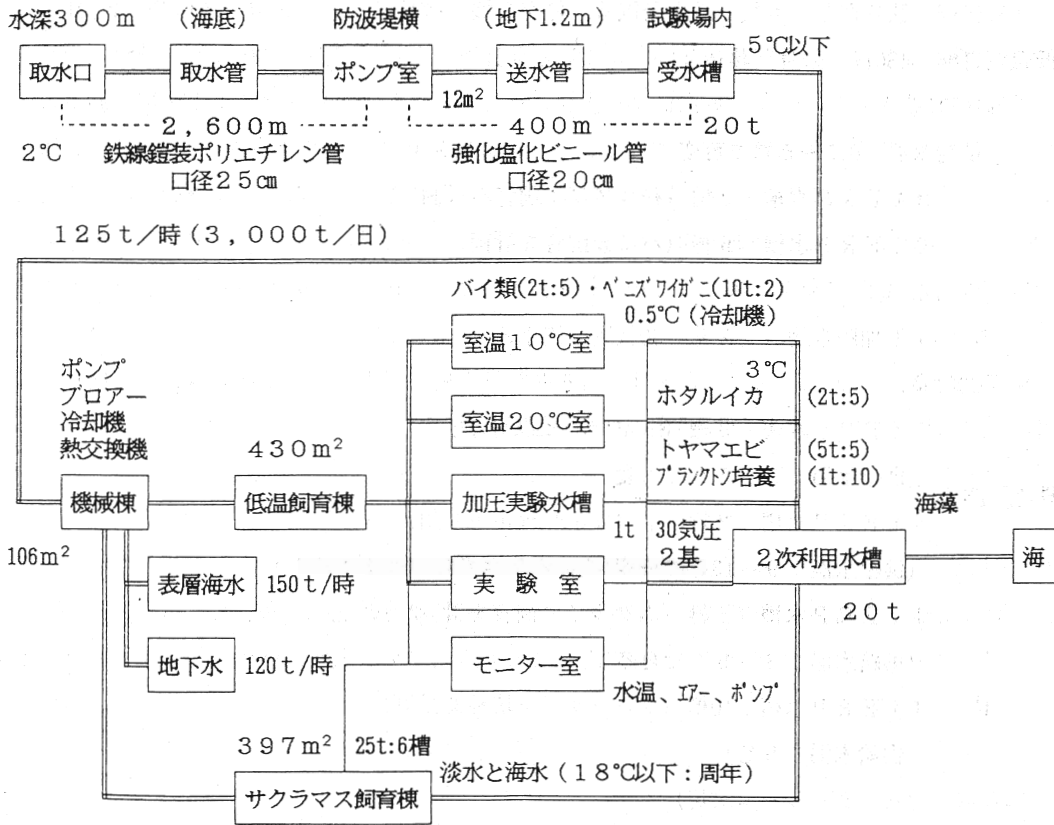 水深３００ｍ （海底） 防波堤横 （地下1.2m） 試験場内
取水口 取水管 ポンプ室 送水管 受水槽 ５℃以下
12m²
２，６００ｍ ４００ｍ ２０ｔ
２℃ 鉄線鎧装ポリエチレン管 強化塩化ビニール管
口径２５㎝ 口径２０㎝
１２５ｔ／時（３，０００ｔ／日）
バイ類(2t:5)・ベニズワイガニ(10t:2)
0.5℃（冷却機）
室温１０℃室
ポンプ
ブロアー
冷却機
熱交換機
３℃
ホタルイカ (2t:5)
室温２０℃室
４３０ｍ²
トヤマエビ (5t:5)
プランクトン培養 (1t:10)
機械棟 低温飼育棟 加圧実験水槽
海藻
106m²
1t 30気圧
２基
２次利用水槽 海
表層海水 150ｔ/時
実験室
２０ｔ
地下水 120ｔ/時
モニター室
水温、エアー、ポンプ
３９７ｍ² 25t:6槽
淡水と海水（１８℃以下：周年）
サクラマス飼育棟